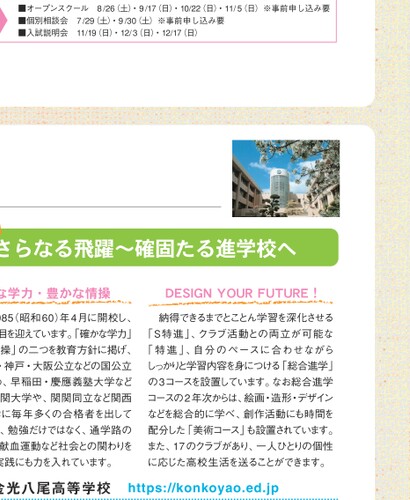 ■オープンスクール 8/26（土）・9/17（日）・10/22（日）・11/5（日） ※事前申し込み要
■個別相談会 7/29（土）・9/30（土） ※事前申し込み要
■入試説明会 11/19（日）・12/3（日）・12/17（日）
さらなる飛躍～確固たる進学校へ
な学力・豊かな情操
985（昭和60）年4月に開校し、
目を迎えています。「確かな学力」
操」の二つを教育方針に掲げ、
・神戸・大阪公立などの国公立
、早稲田・慶應義塾大学など
関大学や、関関同立など関西
に毎年多くの合格者を出して
、勉強だけではなく、通学路の
献血運動など社会との関わりを
実践にも力を入れています。
DESIGN YOUR FUTURE！
納得できるまでとことん学習を深化させる
「S特進」、クラブ活動との両立が可能な
「特進」、自分のペースに合わせながら
しっかりと学習内容を身につける「総合進学」
の3コースを設置しています。なお総合進学
コースの2年次からは、絵画・造形・デザイン
などを総合的に学べ、創作活動にも時間を
配分した「美術コース」も設置されています。
また、17のクラブがあり、一人ひとりの個性
に応じた高校生活を送ることができます。
金光八尾高等学校 https://konkoyao.ed.jp